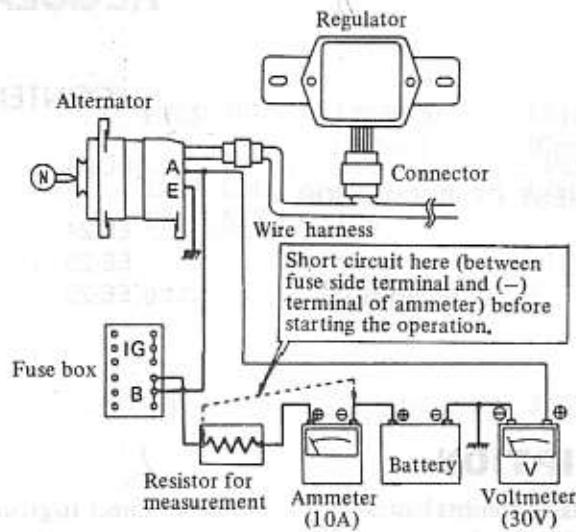 Regulator
Alternator
A
E
N
Connector
Wire harness
Short circuit here (between
fuse side terminal and (−)
terminal of ammeter) before
starting the operation.
Fuse box
IG
B
⊕ ⊖ ⊕ ⊖ ⊖ ⊕
Battery
V
Resistor for
measurement
Ammeter
(10A)
Voltmeter
(30V)